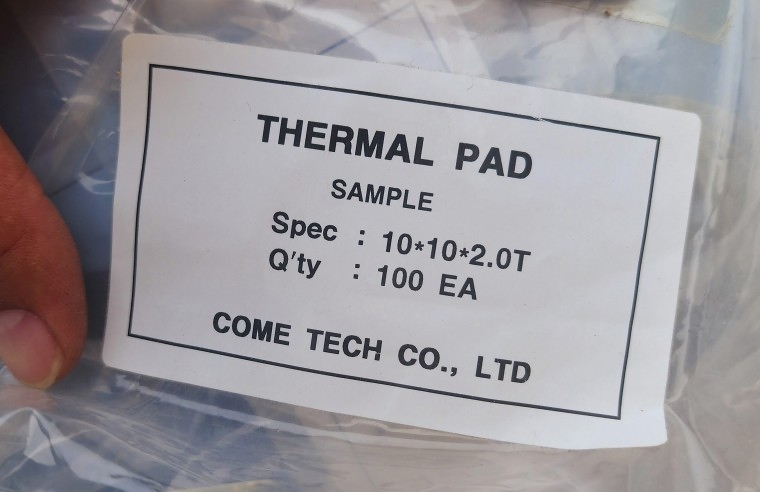 THERMAL PAD
SAMPLE
Spec : 10*10*2.0T
Q'ty : 100 EA
COME TECH CO., LTD